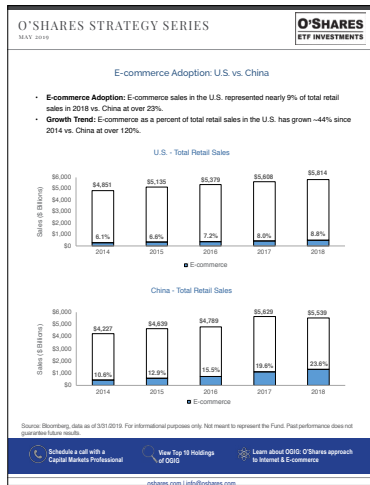 O'SHARES STRATEGY SERIES
MAY 2019
O'SHARES
ETF INVESTMENTS
E-commerce Adoption: U.S. vs. China
• E-commerce Adoption: E-commerce sales in the U.S. represented nearly 9% of total retail
sales in 2018 vs. China at over 23%.
• Growth Trend: E-commerce as a percent of total retail sales in the U.S. has grown ~44% since
2014 vs. China at over 120%.
U.S. - Total Retail Sales
Sales ($ Billions)
$6,000
$5,000
$4,000
$3,000
$2,000
$1,000
$0
$4,851
$5,135
$5,379
$5,608
$5,814
6.1%
6.6%
7.2%
8.0%
8.8%
2014
2015
2016
2017
2018
E-commerce
China - Total Retail Sales
Sales ($ Billions)
$6,000
$5,000
$4,000
$3,000
$2,000
$1,000
$0
$4,227
$4,639
$4,789
$5,629
$5,539
10.6%
12.9%
15.5%
19.6%
23.6%
2014
2015
2016
2017
2018
E-commerce
Source: Bloomberg, data as of 3/31/2019. For informational purposes only. Not meant to represent the Fund. Past performance does not
guarantee future results.
Schedule a call with a
Capital Markets Professional
View Top 10 Holdings
of OGIG
Learn about OGIG: O'Shares approach
to Internet & E-commerce
oshares.com | info@oshares.com